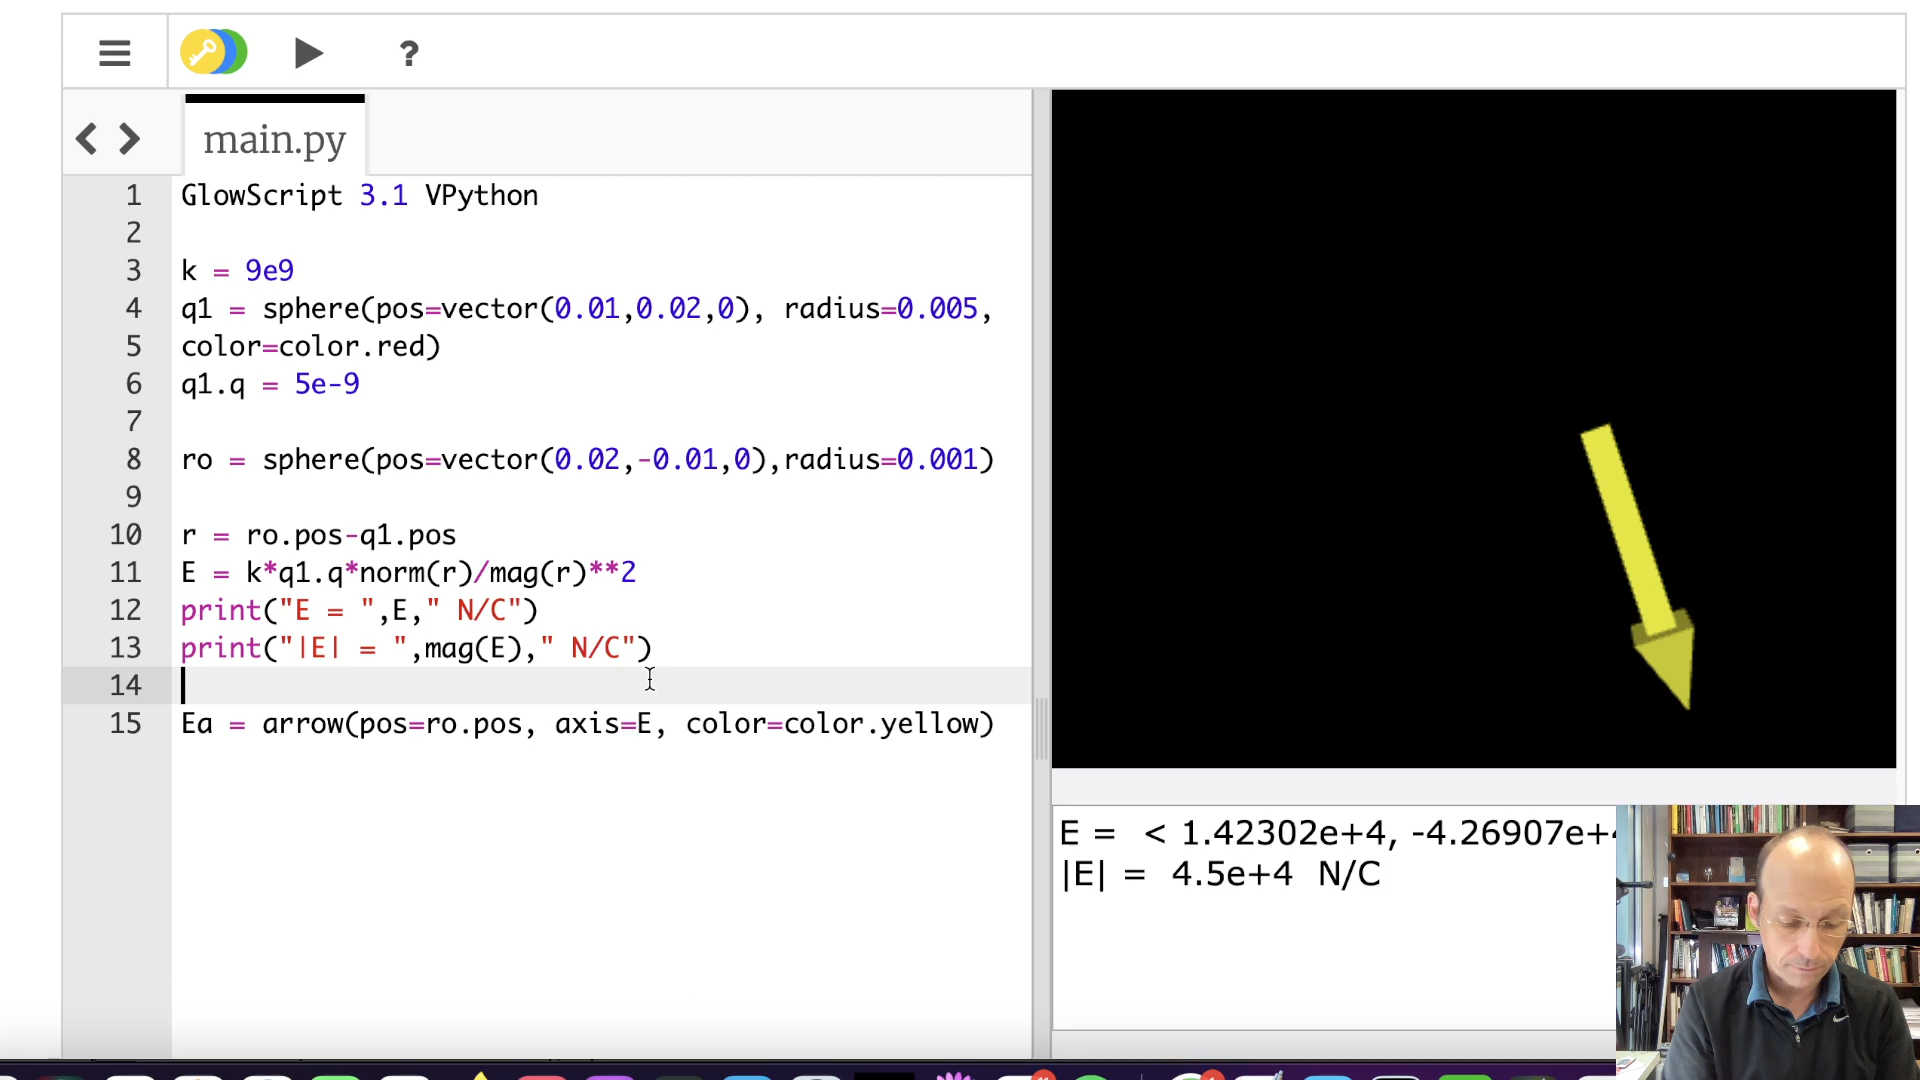 ?
main.py
1 GlowScript 3.1 VPython
2
3 k = 9e9
4 q1 = sphere(pos=vector(0.01,0.02,0), radius=0.005,
5 color=color.red)
6 q1.q = 5e-9
7
8 ro = sphere(pos=vector(0.02,-0.01,0),radius=0.001)
9
10 r = ro.pos-q1.pos
11 E = k*q1.q*norm(r)/mag(r)**2
12 print("E = ",E," N/C")
13 print("|E| = ",mag(E)," N/C")
14
15 Ea = arrow(pos=ro.pos, axis=E, color=color.yellow)
E = < 1.42302e+4, -4.26907e+
|E| = 4.5e+4 N/C